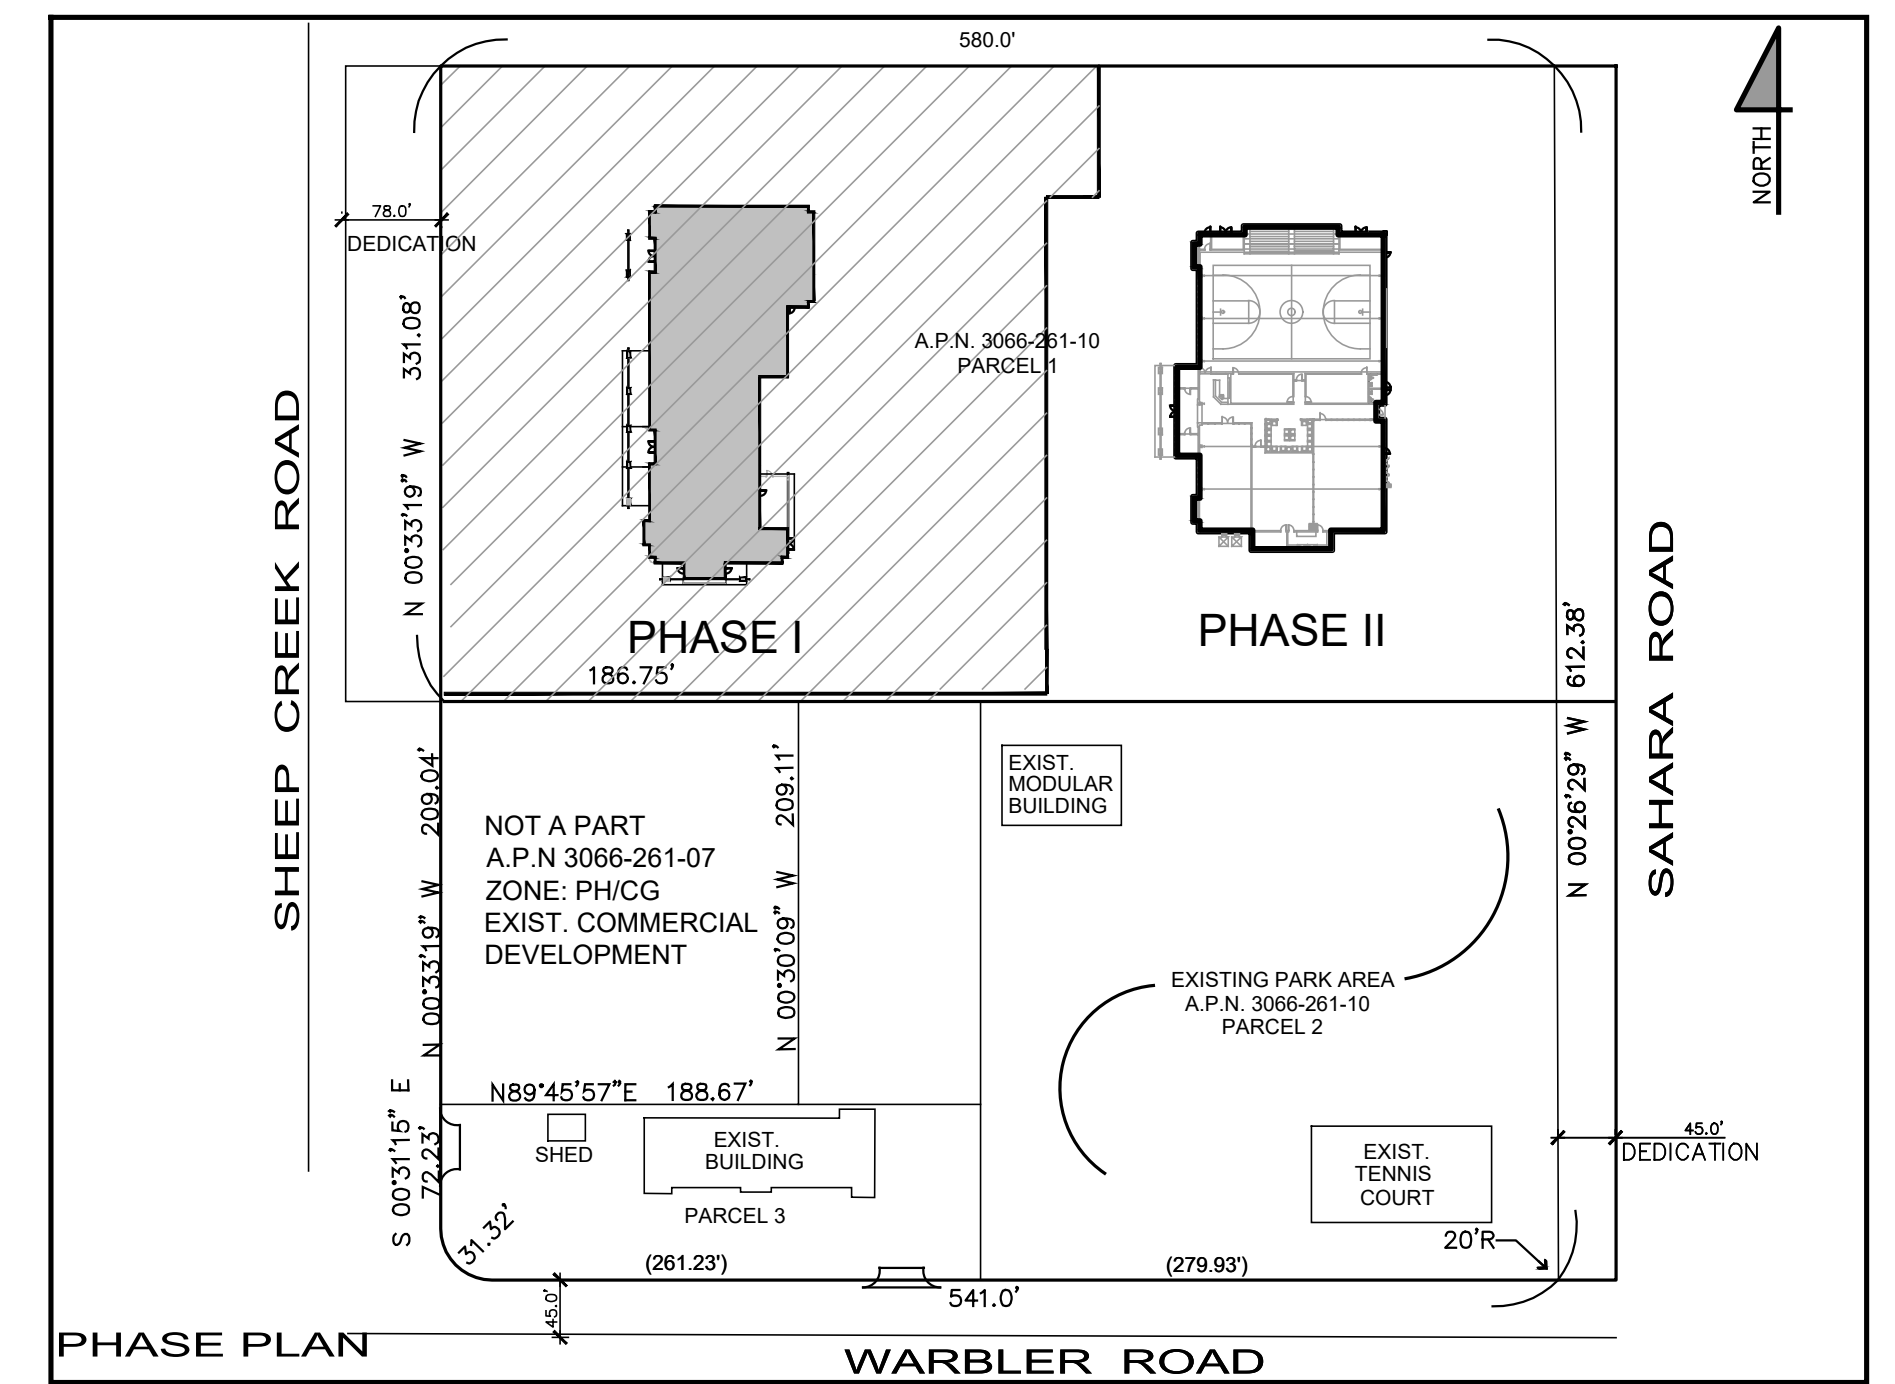 580.0'
NORTH
78.0'
DEDICATION
N 00°33'19" W 331.08'
SHEEP CREEK ROAD
A.P.N. 3066-261-10
PARCEL 1
PHASE I
186.75'
PHASE II
N 00°26'29" W 612.38'
SAHARA ROAD
N 00°33'19" W 209.04'
N 00°30'09" W 209.11'
NOT A PART
A.P.N 3066-261-07
ZONE: PH/CG
EXIST. COMMERCIAL
DEVELOPMENT
EXIST.
MODULAR
BUILDING
EXISTING PARK AREA
A.P.N. 3066-261-10
PARCEL 2
N89°45'57"E 188.67'
S 00°31'15" E
72.23'
SHED
EXIST.
BUILDING
PARCEL 3
31.32'
EXIST.
TENNIS
COURT
45.0'
DEDICATION
20'R
(261.23')
(279.93')
541.0'
45.0'
PHASE PLAN
WARBLER ROAD